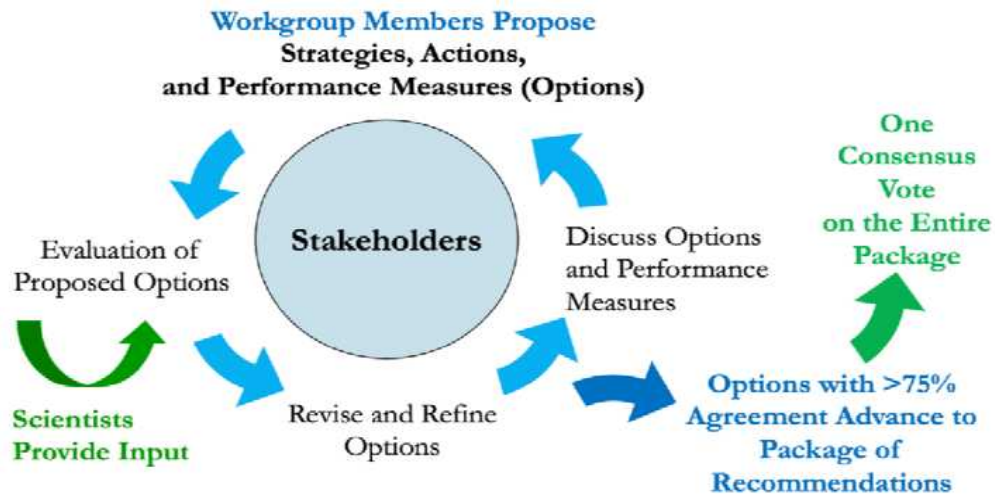 Workgroup Members Propose
Strategies, Actions,
and Performance Measures (Options)
One
Consensus
Vote
on the Entire
Package
Stakeholders
Evaluation of
Proposed Options
Discuss Options
and Performance
Measures
Scientists
Provide Input
Revise and Refine
Options
Options with >75%
Agreement Advance to
Package of
Recommendations